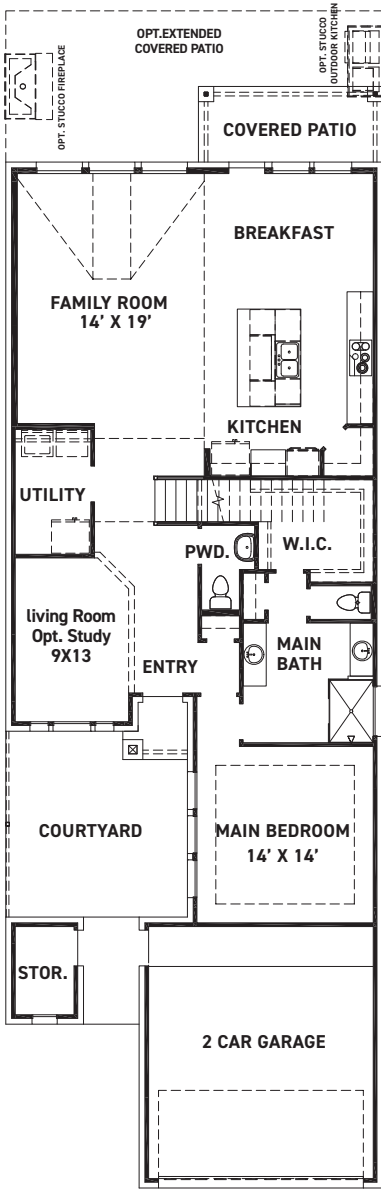 OPT.EXTENDED
COVERED PATIO
OPT. STUCCO FIREPLACE
OPT. STUCCO
OUTDOOR KITCHEN
COVERED PATIO
BREAKFAST
FAMILY ROOM
14' X 19'
KITCHEN
UTILITY
PWD.
W.I.C.
living Room
Opt. Study
9X13
MAIN
BATH
ENTRY
COURTYARD
MAIN BEDROOM
14' X 14'
STOR.
2 CAR GARAGE